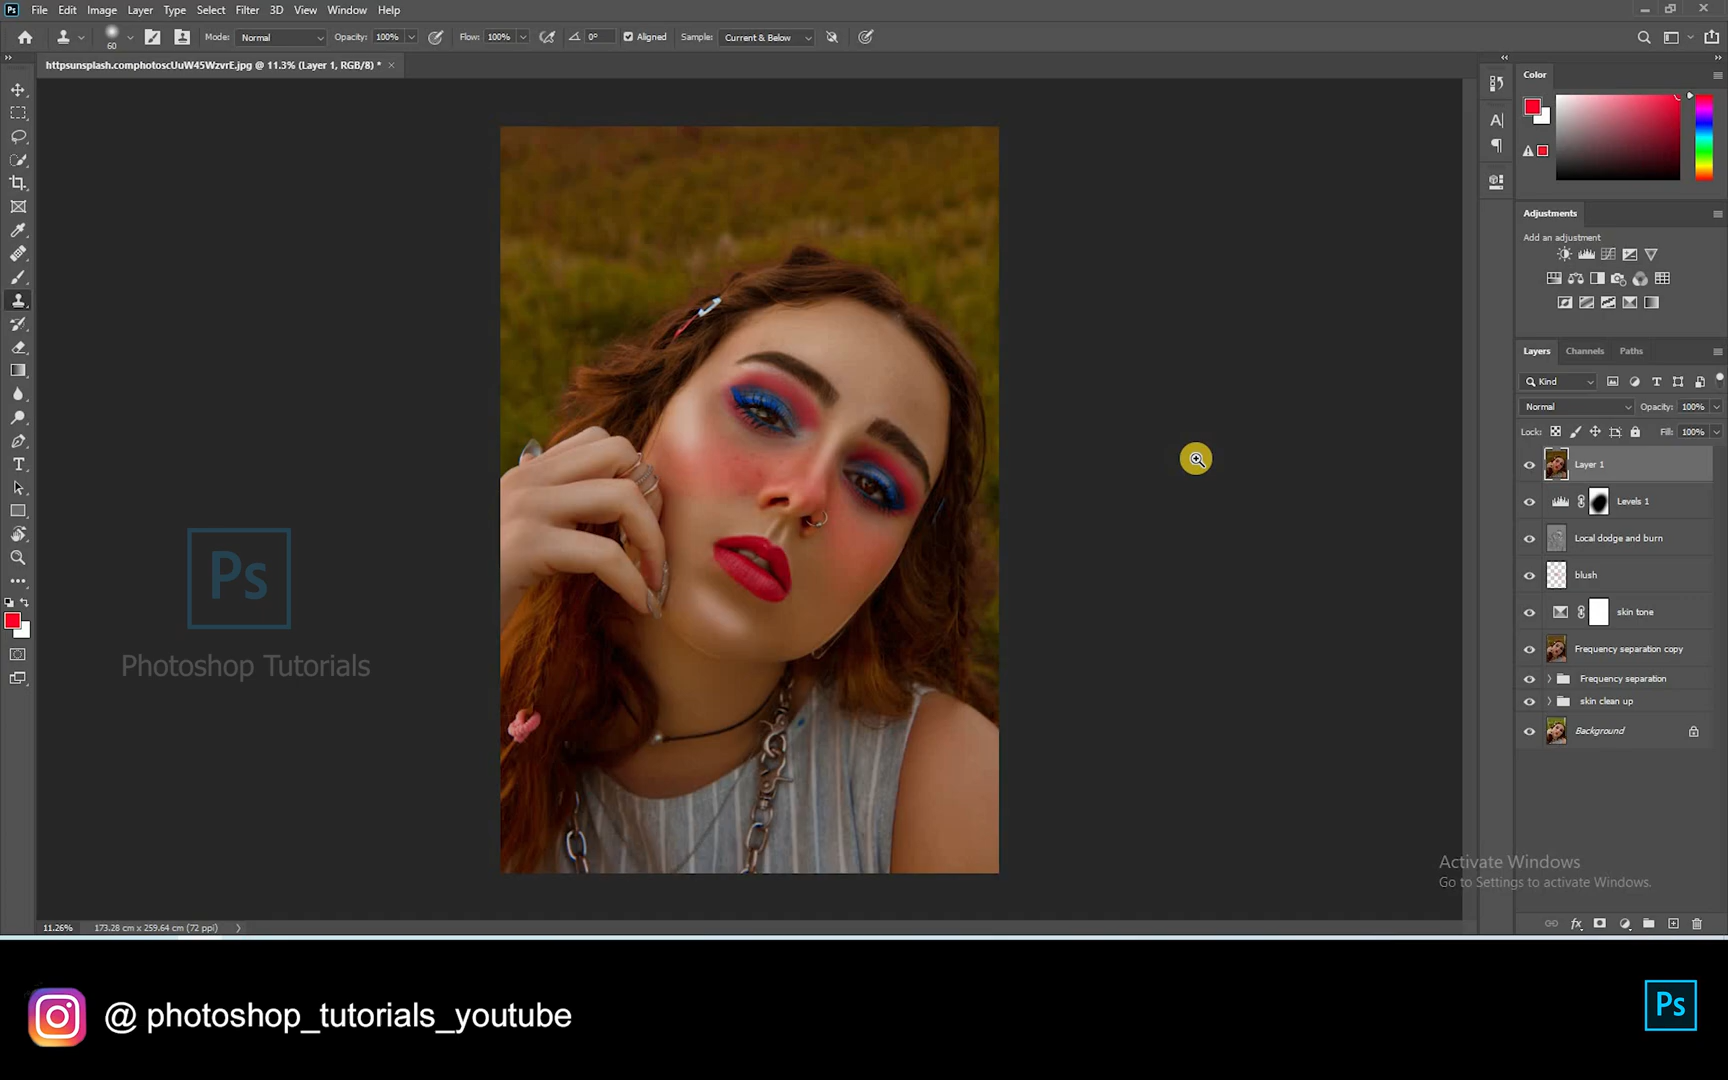 Ps File Edit Image Layer Type Select Filter 3D View Window Help
60 Mode: Normal Opacity: 100% Flow: 100% 0° Aligned Sample: Current & Below
httpsunsplash.comphotoscUuW45WzvrE.jpg @ 11.3% (Layer 1, RGB/8) * ×
Color
Adjustments
Add an adjustment
Layers Channels Paths
Kind
Normal Opacity: 100%
Lock: Fill: 100%
Layer 1
Levels 1
Local dodge and burn
blush
skin tone
Frequency separation copy
Frequency separation
skin clean up
Background
Ps
Photoshop Tutorials
Activate Windows
Go to Settings to activate Windows.
11.26% 173.28 cm x 259.64 cm (72 ppi)
@ photoshop_tutorials_youtube
Ps